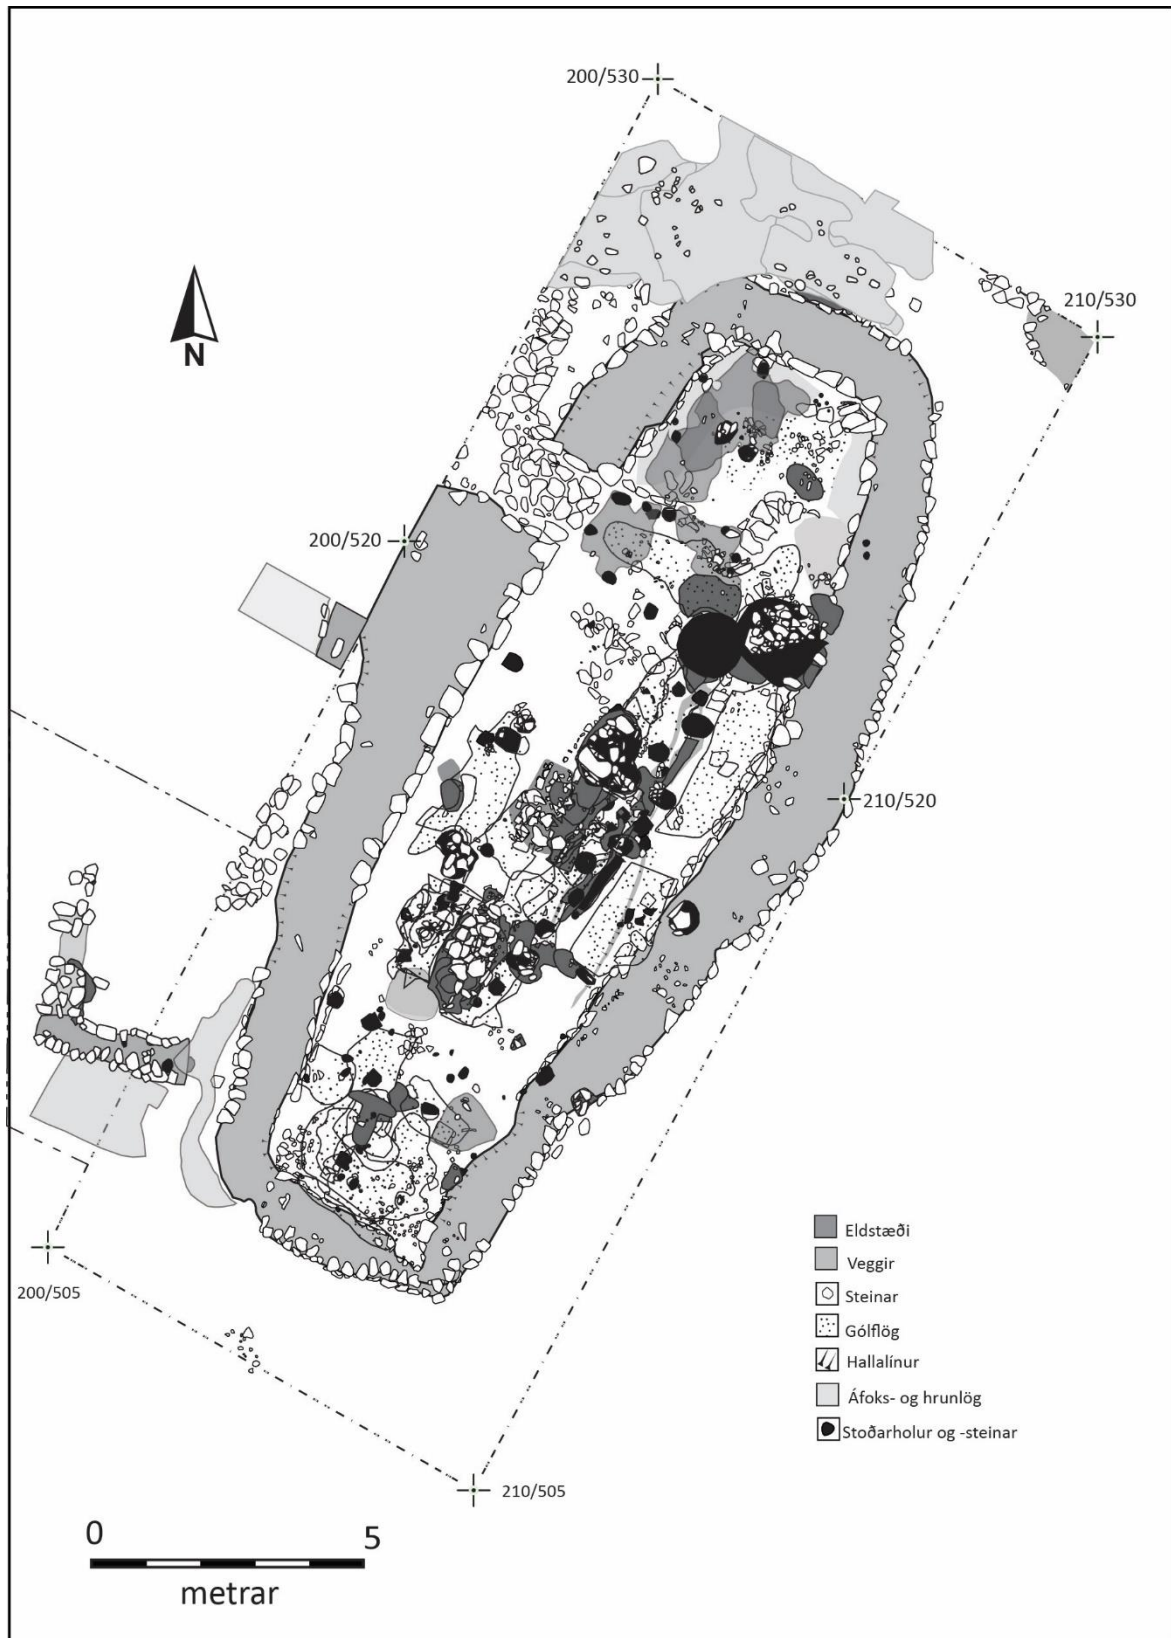 200/530
210/530
N
200/520
210/520
200/505
210/505
Eldstæði
Veggir
Steinar
Gólflög
Hallalínur
Áfoks- og hrunlög
Stoðarholur og -steinar
0 5
metrar